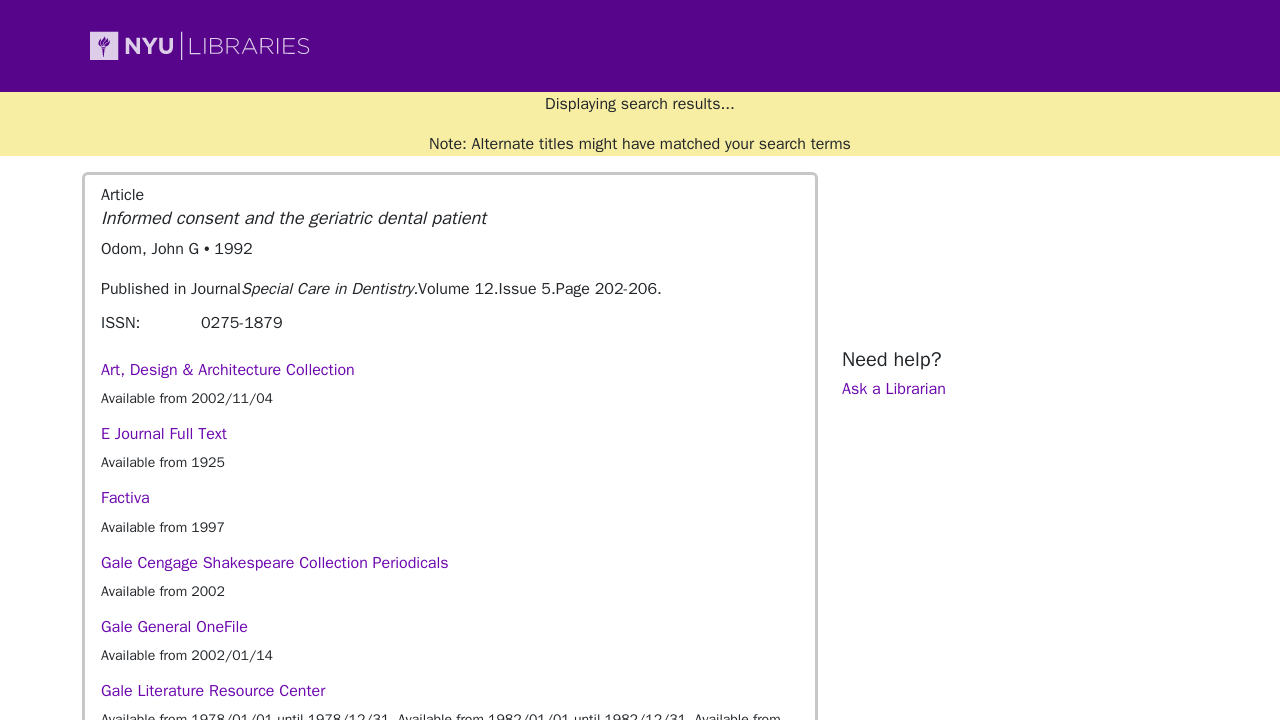 NYU LIBRARIES
Displaying search results...
Note: Alternate titles might have matched your search terms
Article
Informed consent and the geriatric dental patient
Odom, John G • 1992
Published in JournalSpecial Care in Dentistry.Volume 12.Issue 5.Page 202-206.
ISSN: 0275-1879
Art, Design & Architecture Collection
Available from 2002/11/04
E Journal Full Text
Available from 1925
Factiva
Available from 1997
Gale Cengage Shakespeare Collection Periodicals
Available from 2002
Gale General OneFile
Available from 2002/01/14
Gale Literature Resource Center
Available from 1978/01/01 until 1978/12/31. Available from 1982/01/01 until 1982/12/31. Available from
Need help?
Ask a Librarian